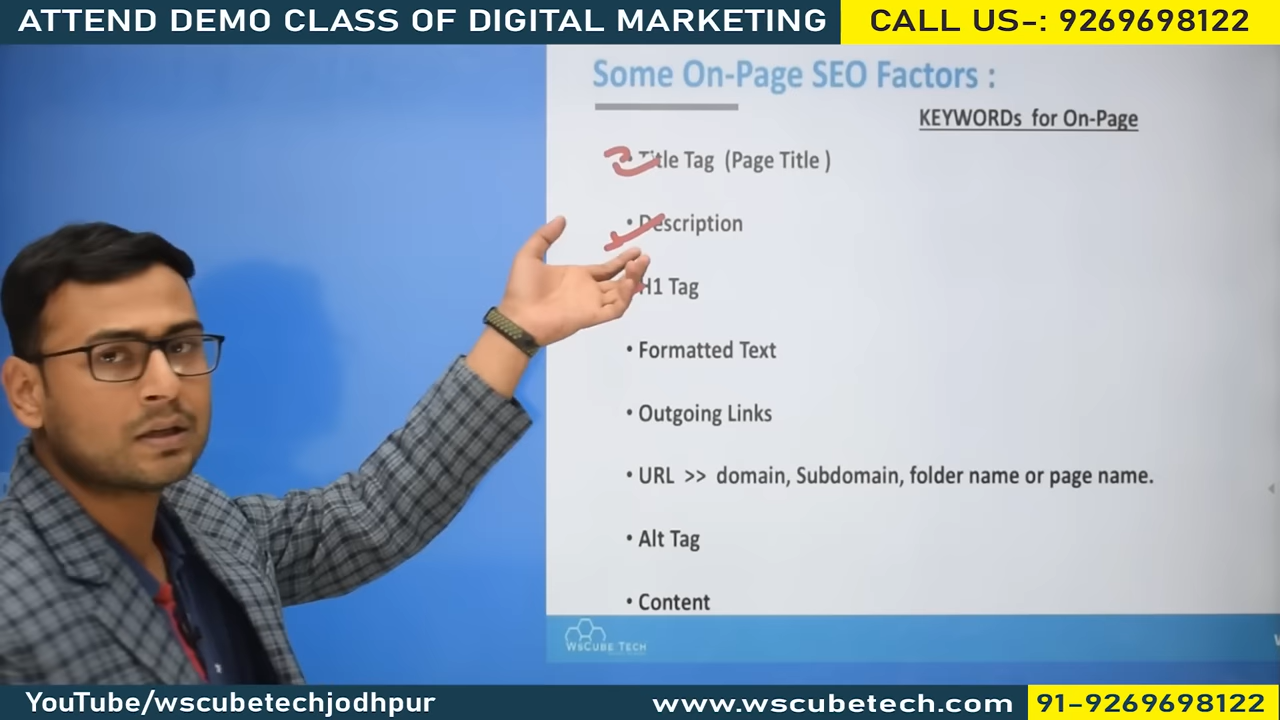 ATTEND DEMO CLASS OF DIGITAL MARKETING
CALL US-: 9269698122
Some On-Page SEO Factors :
KEYWORDs for On-Page
• Title Tag (Page Title )
• Description
H1 Tag
• Formatted Text
• Outgoing Links
• URL >> domain, Subdomain, folder name or page name.
• Alt Tag
• Content
WSCUBE TECH
YouTube/wscubetechjodhpur
www.wscubetech.com
91-9269698122